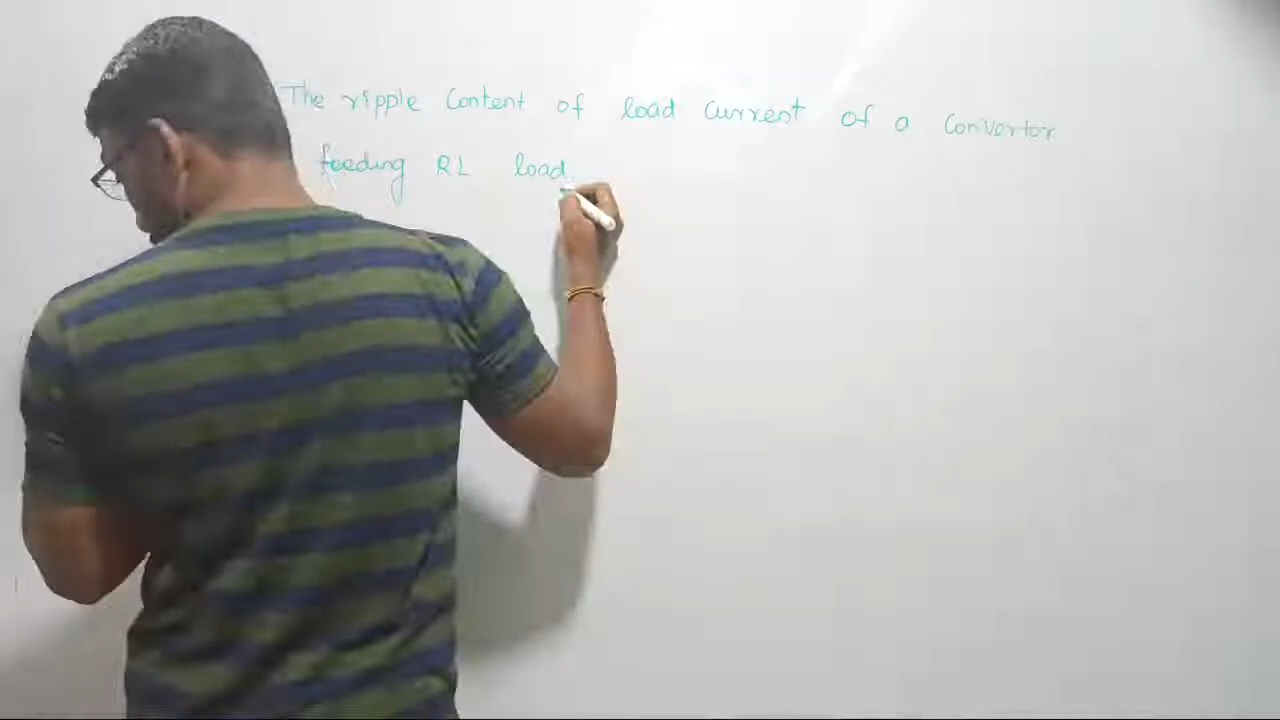 The ripple Content of load current of a Convertor
feeding RL load